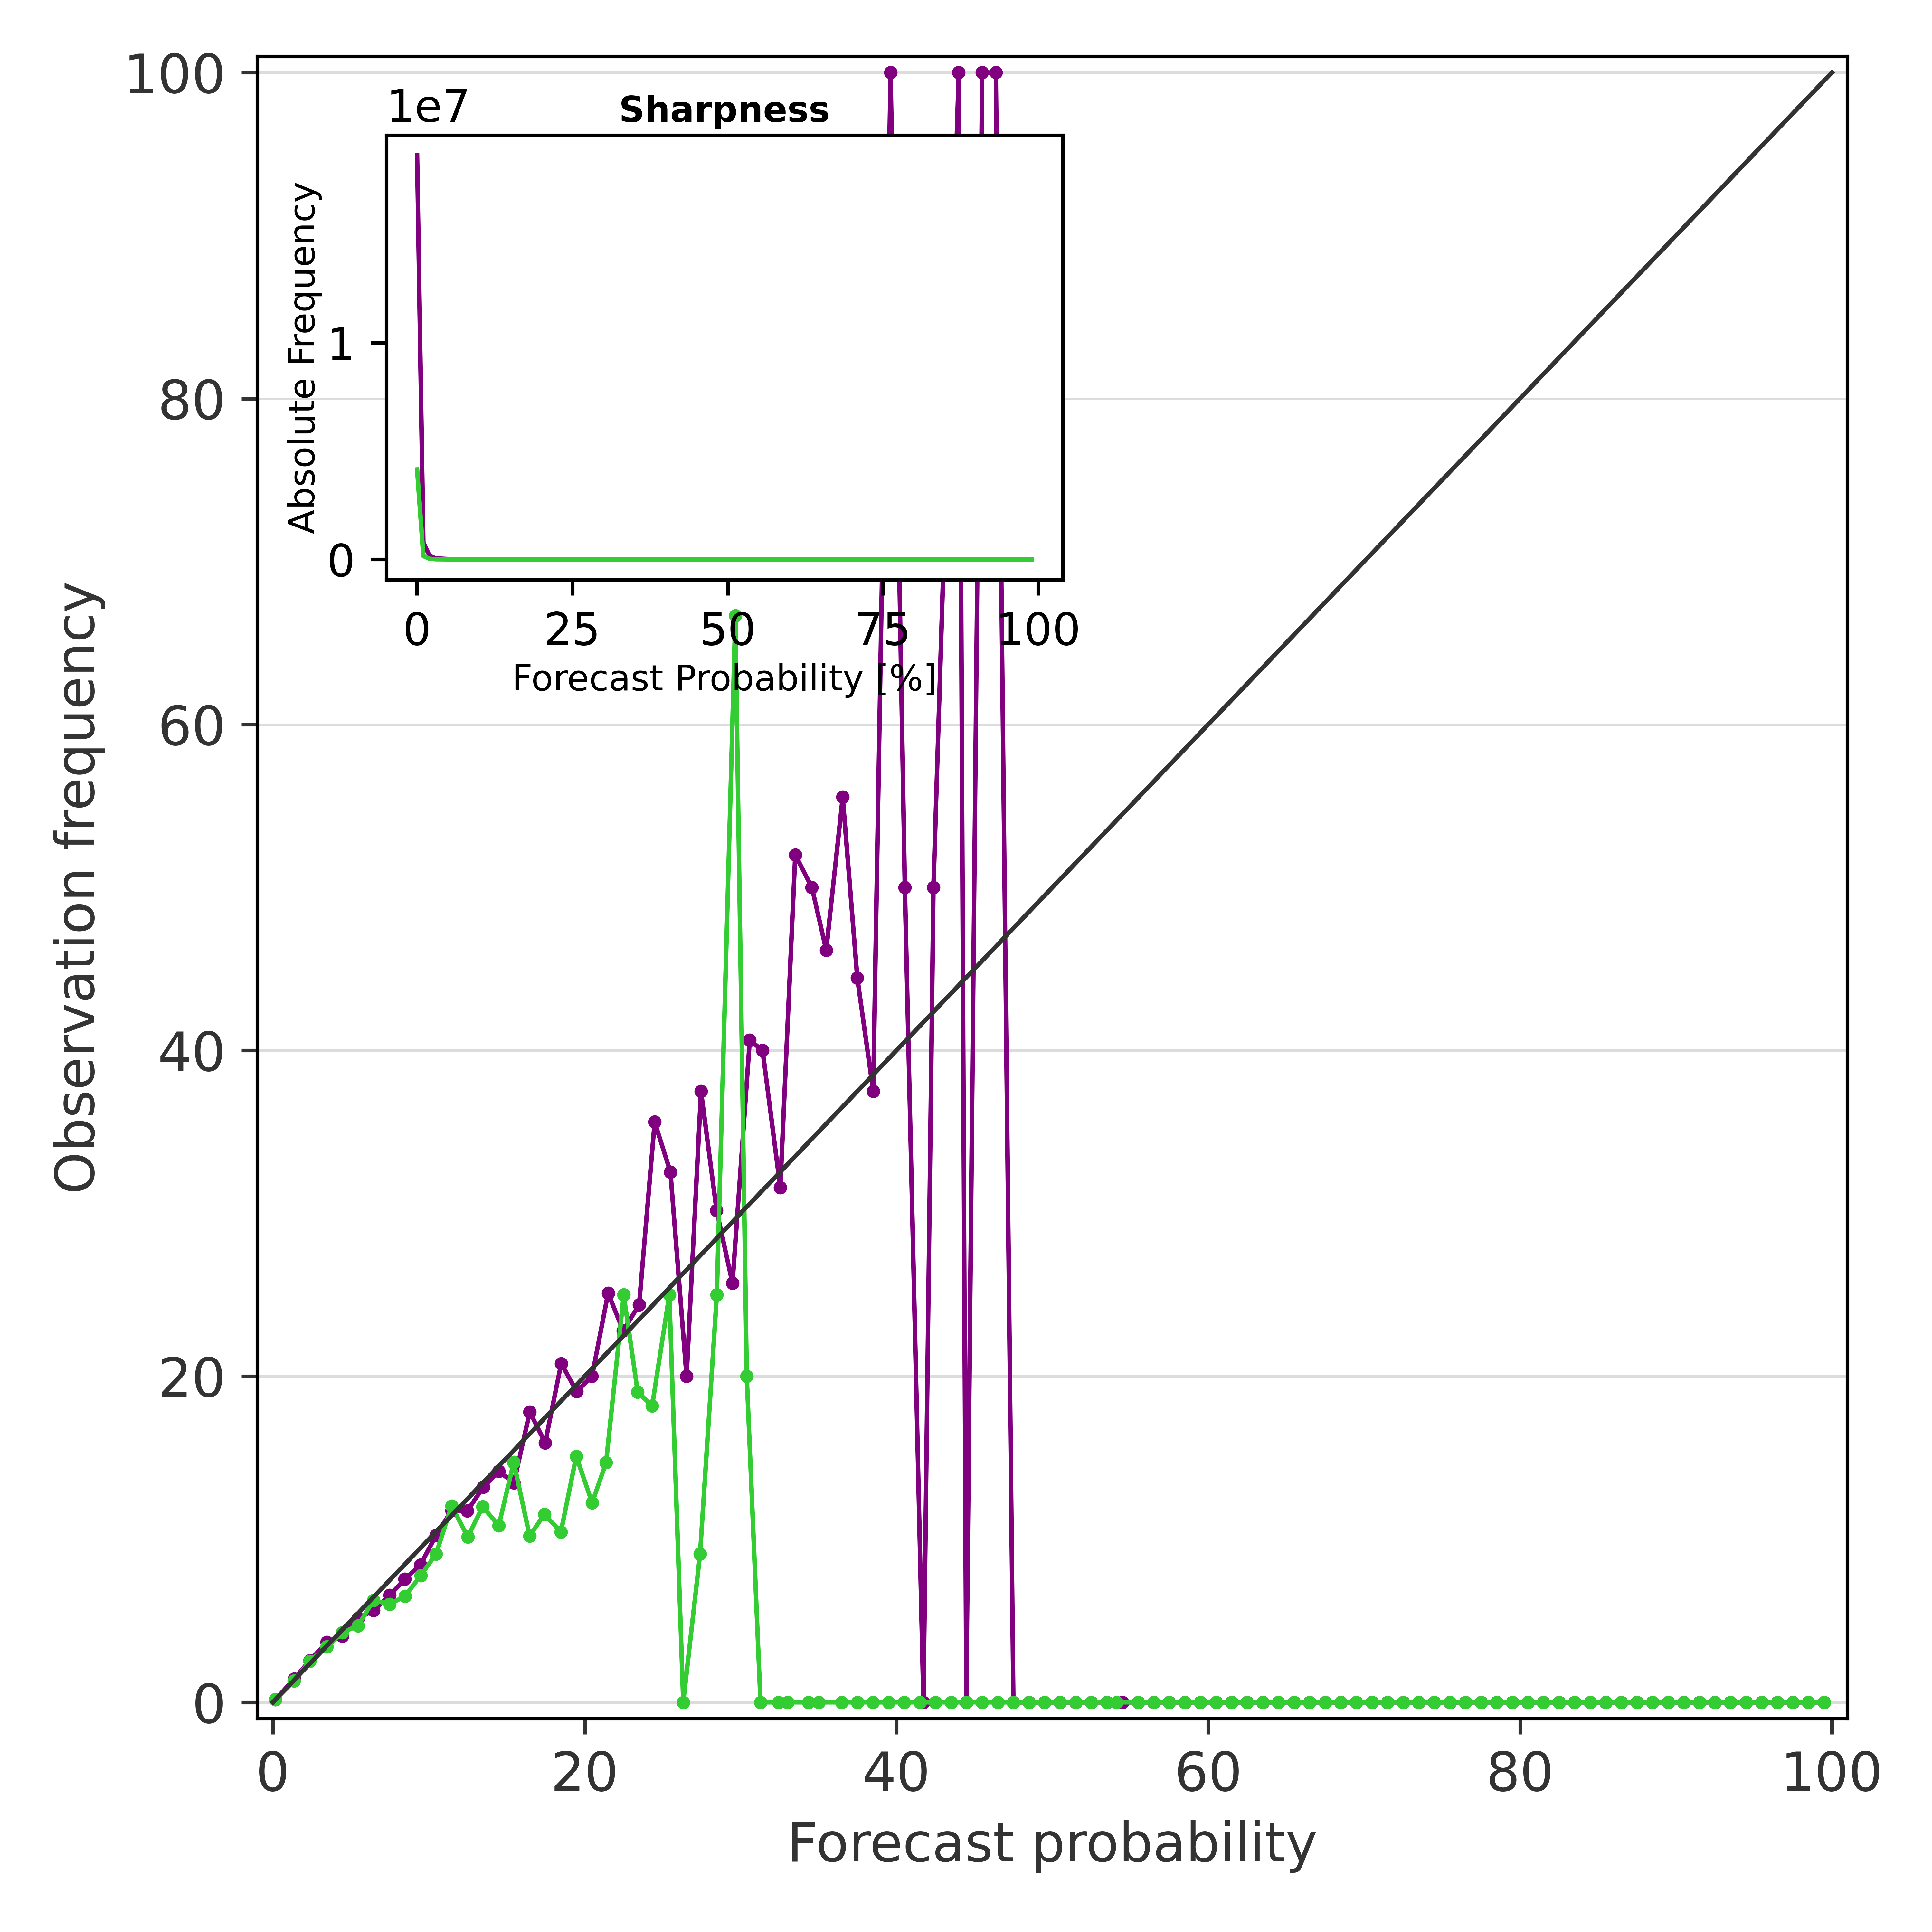 1e7
Sharpness
Absolute Frequency
1
0
0 25 50 75 100
Forecast Probability [%]
Observation frequency
100
80
60
40
20
0
0 20 40 60 80 100
Forecast probability